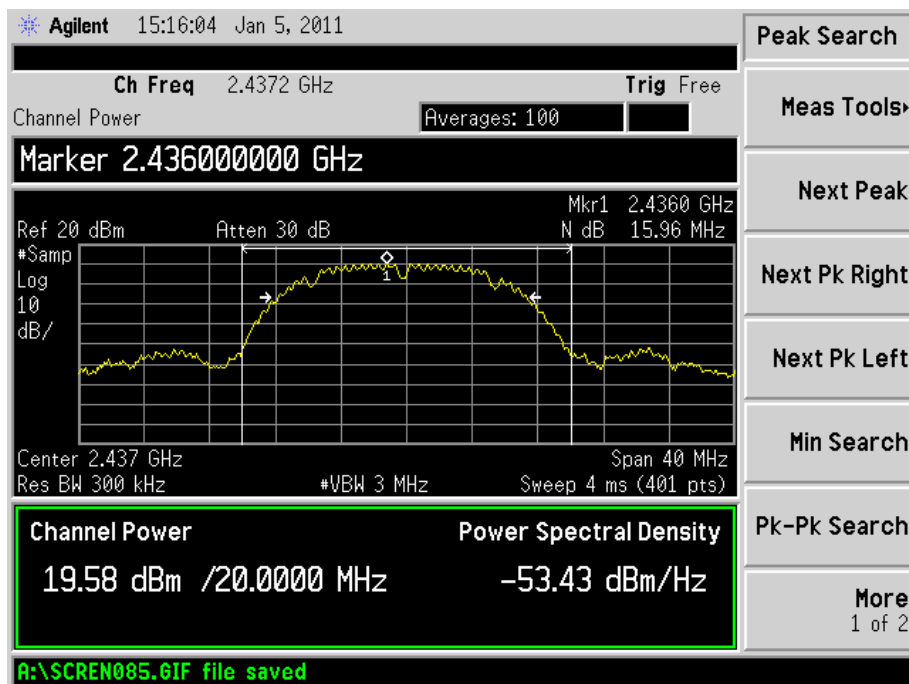 Agilent 15:16:04 Jan 5, 2011
Peak Search
Ch Freq 2.4372 GHz Trig Free
Channel Power Averages: 100
Meas Tools
Marker 2.436000000 GHz
Mkr1 2.4360 GHz
Ref 20 dBm Atten 30 dB N dB 15.96 MHz
#Samp
Log
10
dB/
1
Center 2.437 GHz Span 40 MHz
Res BW 300 kHz #VBW 3 MHz Sweep 4 ms (401 pts)
Channel Power Power Spectral Density
19.58 dBm /20.0000 MHz -53.43 dBm/Hz
A:\SCREN085.GIF file saved
Next Peak
Next Pk Right
Next Pk Left
Min Search
Pk-Pk Search
More
1 of 2